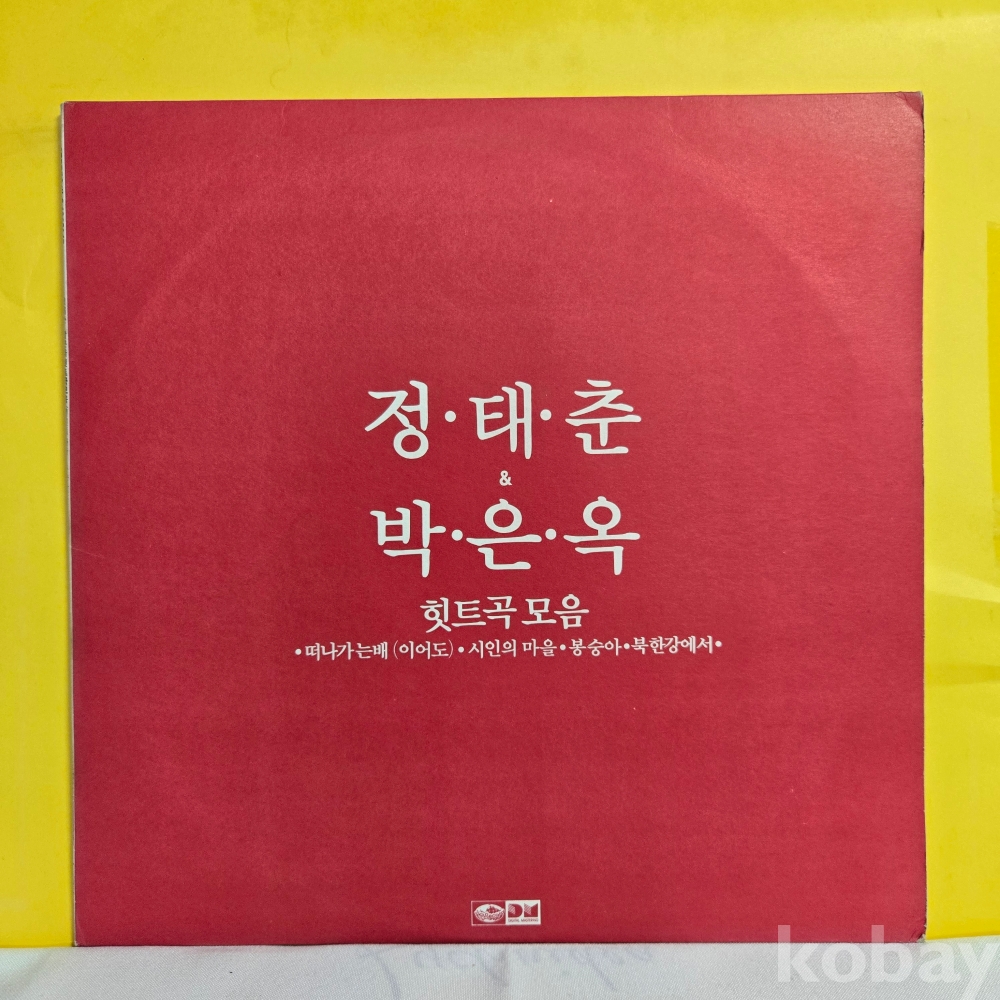 정·태·춘
&
박·은·옥
힛트곡 모음
•떠나가는배 (이어도)•시인의 마을•봉숭아•북한강에서•
DM
kobay